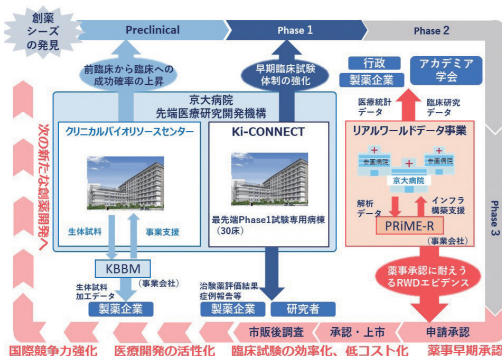 創薬
シーズの
の発見
Preclinical
Phase 1
Phase 2
Phase 3
前臨床から臨床への
成功確率の上昇
早期臨床試験
体制の強化
行政
製薬企業
アカデミア
学会
医療統計
データ
臨床研究
データ
京大病院
先端医療研究開発機構
クリニカルバイオリソースセンター
Ki-CONNECT
最先端Phase1試験専用病棟
(30床)
リアルワールドデータ事業
京大病院
解析
データ
インフラ
構築支援
PRiME-R
(事業会社)
生体試料
事業支援
KBBM
(事業会社)
生体試料
加工データ
製薬企業
治験薬評価結果
症例報告等
製薬企業
研究者
薬事承認に耐えうる
RWDエビデンス
次の新たな創薬開発へ
市販後調査
承認・上市
申請承認
国際競争力強化
医療開発の活性化
臨床試験の効率化、低コスト化
薬事早期承認